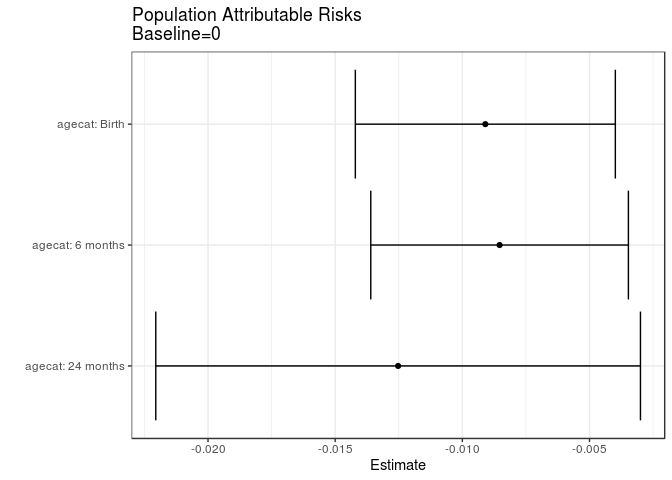 Population Attributable Risks
Baseline=0
agecat: Birth
agecat: 6 months
agecat: 24 months
-0.020 -0.015 -0.010 -0.005
Estimate